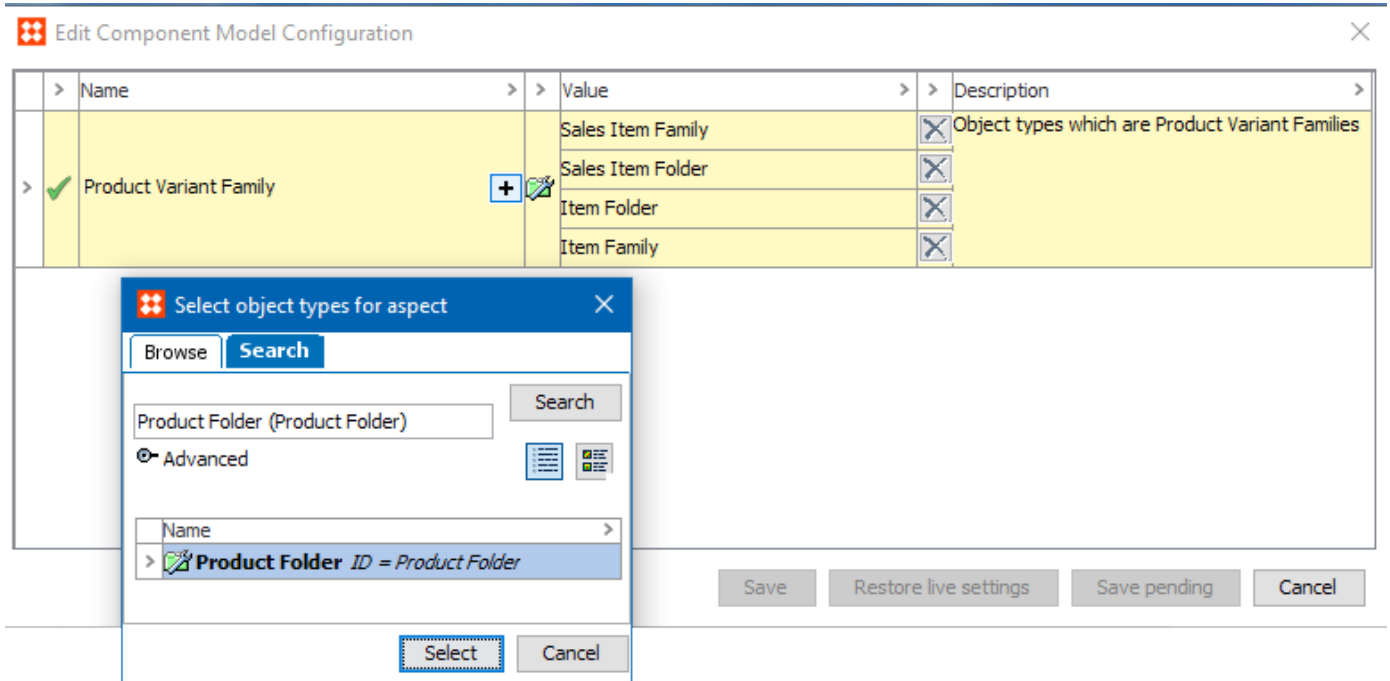 Edit Component Model Configuration
Name Value Description
Sales Item Family Object types which are Product Variant Families
Sales Item Folder
Product Variant Family
Item Folder
Item Family
Select object types for aspect
Browse Search
Search
Product Folder (Product Folder)
Advanced
Name
Product Folder ID = Product Folder
Save Restore live settings Save pending Cancel
Select Cancel